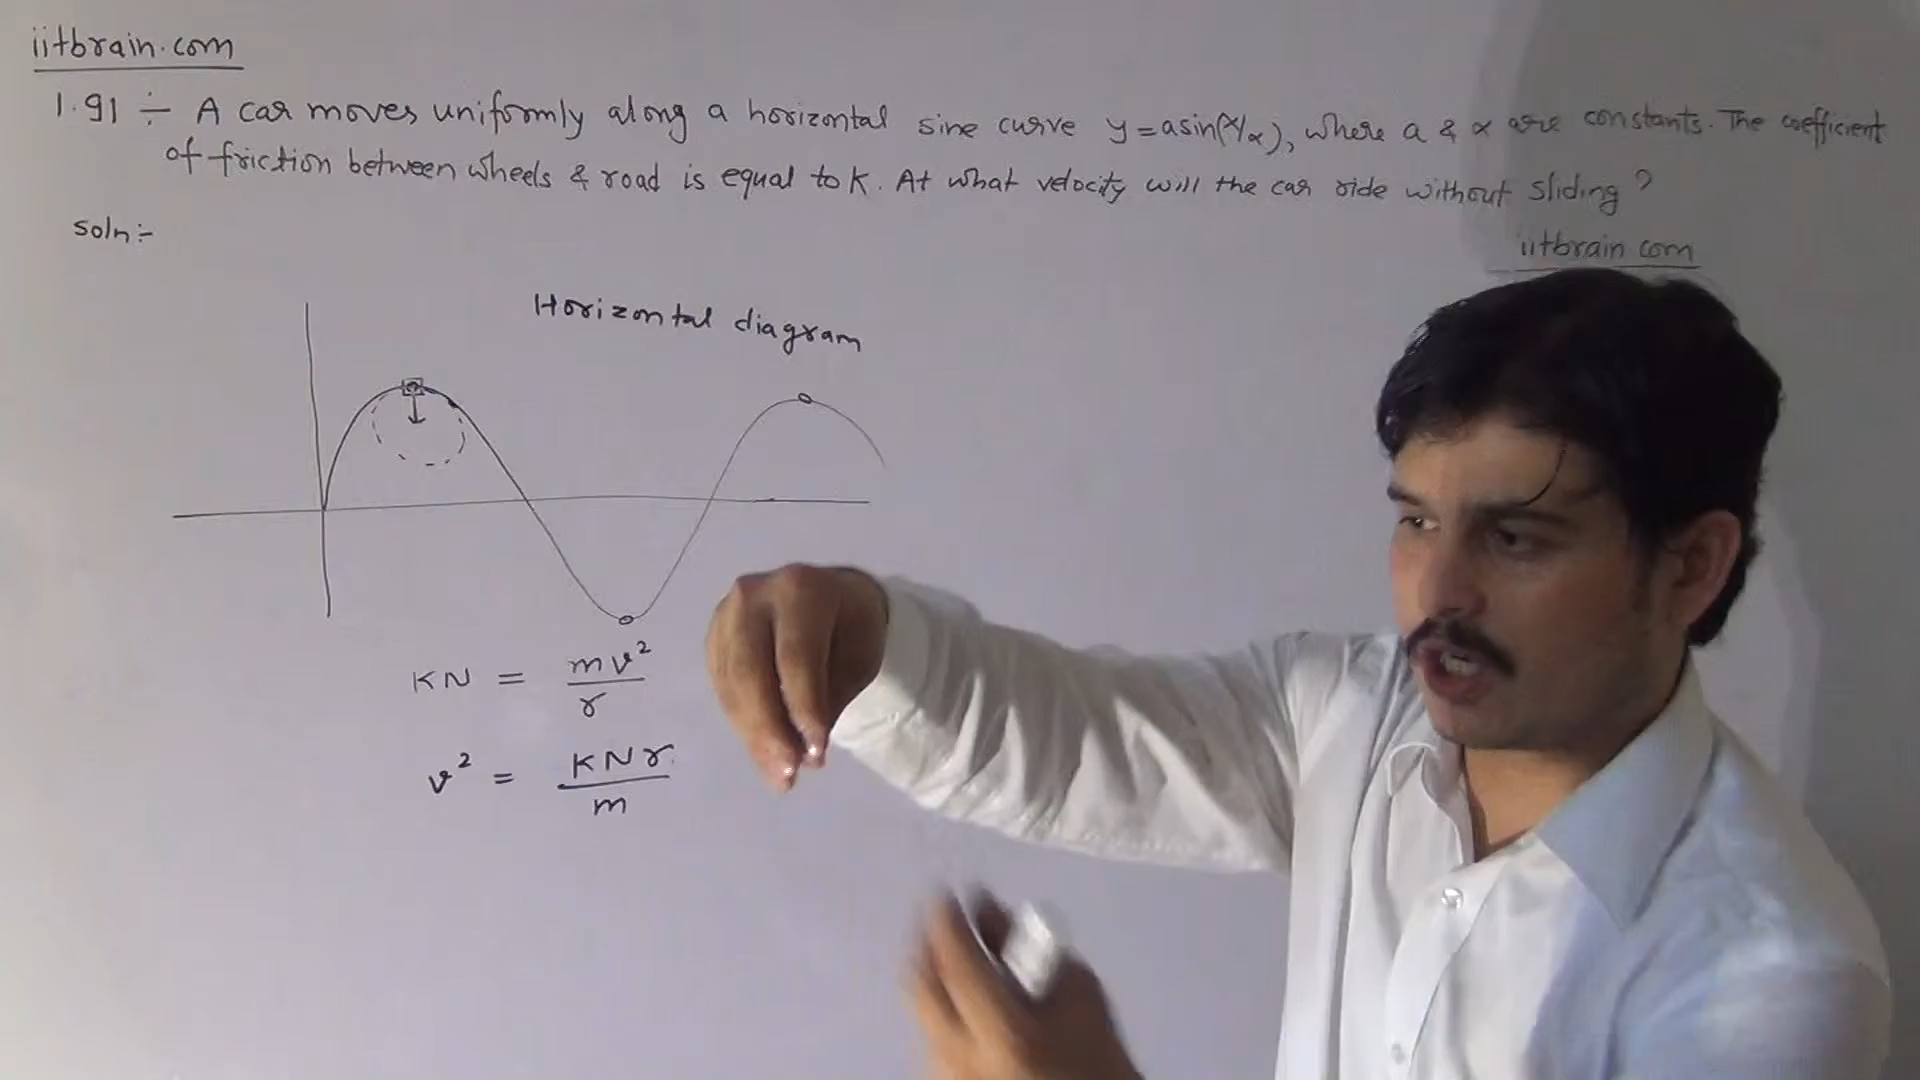 iitbrain.com
1.91 ÷ A car moves uniformly along a horizontal sine curve y = a sin(x/α), where a & α are constants. The coefficient
of friction between wheels & road is equal to K. At what velocity will the car ride without sliding?
Soln:-
iitbrain com
Horizontal diagram
KN = mv²/r
v² = KNr/m